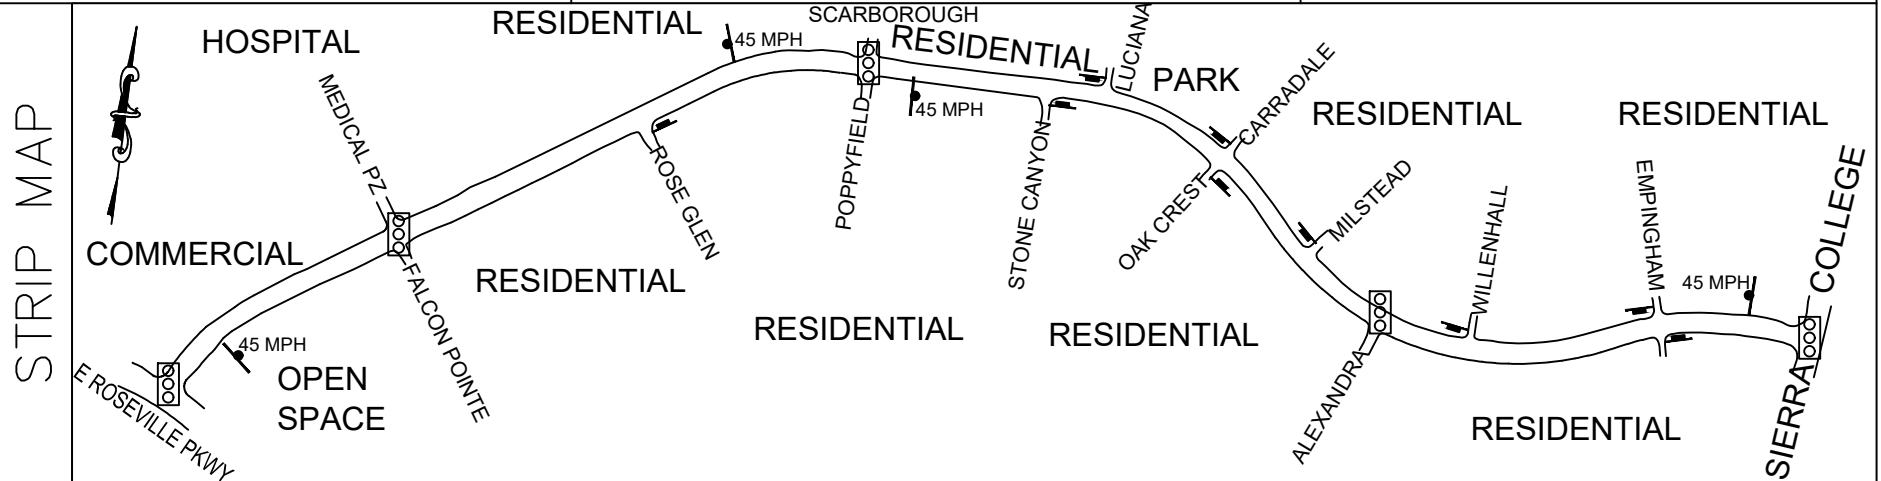 STRIP MAP
HOSPITAL
RESIDENTIAL
45 MPH
SCARBOROUGH
RESIDENTIAL
LUCIANA
PARK
CARRADALE
RESIDENTIAL
RESIDENTIAL
MEDICAL PZ
45 MPH
POPPYFIELD
STONE CANYON
ROSE GLEN
OAK CREST
MILSTEAD
WILLENHALL
EMPINGHAM
COLLEGE
COMMERCIAL
FALCON POINTE
RESIDENTIAL
RESIDENTIAL
RESIDENTIAL
45 MPH
45 MPH
OPEN
SPACE
E ROSEVILLE PKWY
ALEXANDRA
RESIDENTIAL
SIERRA